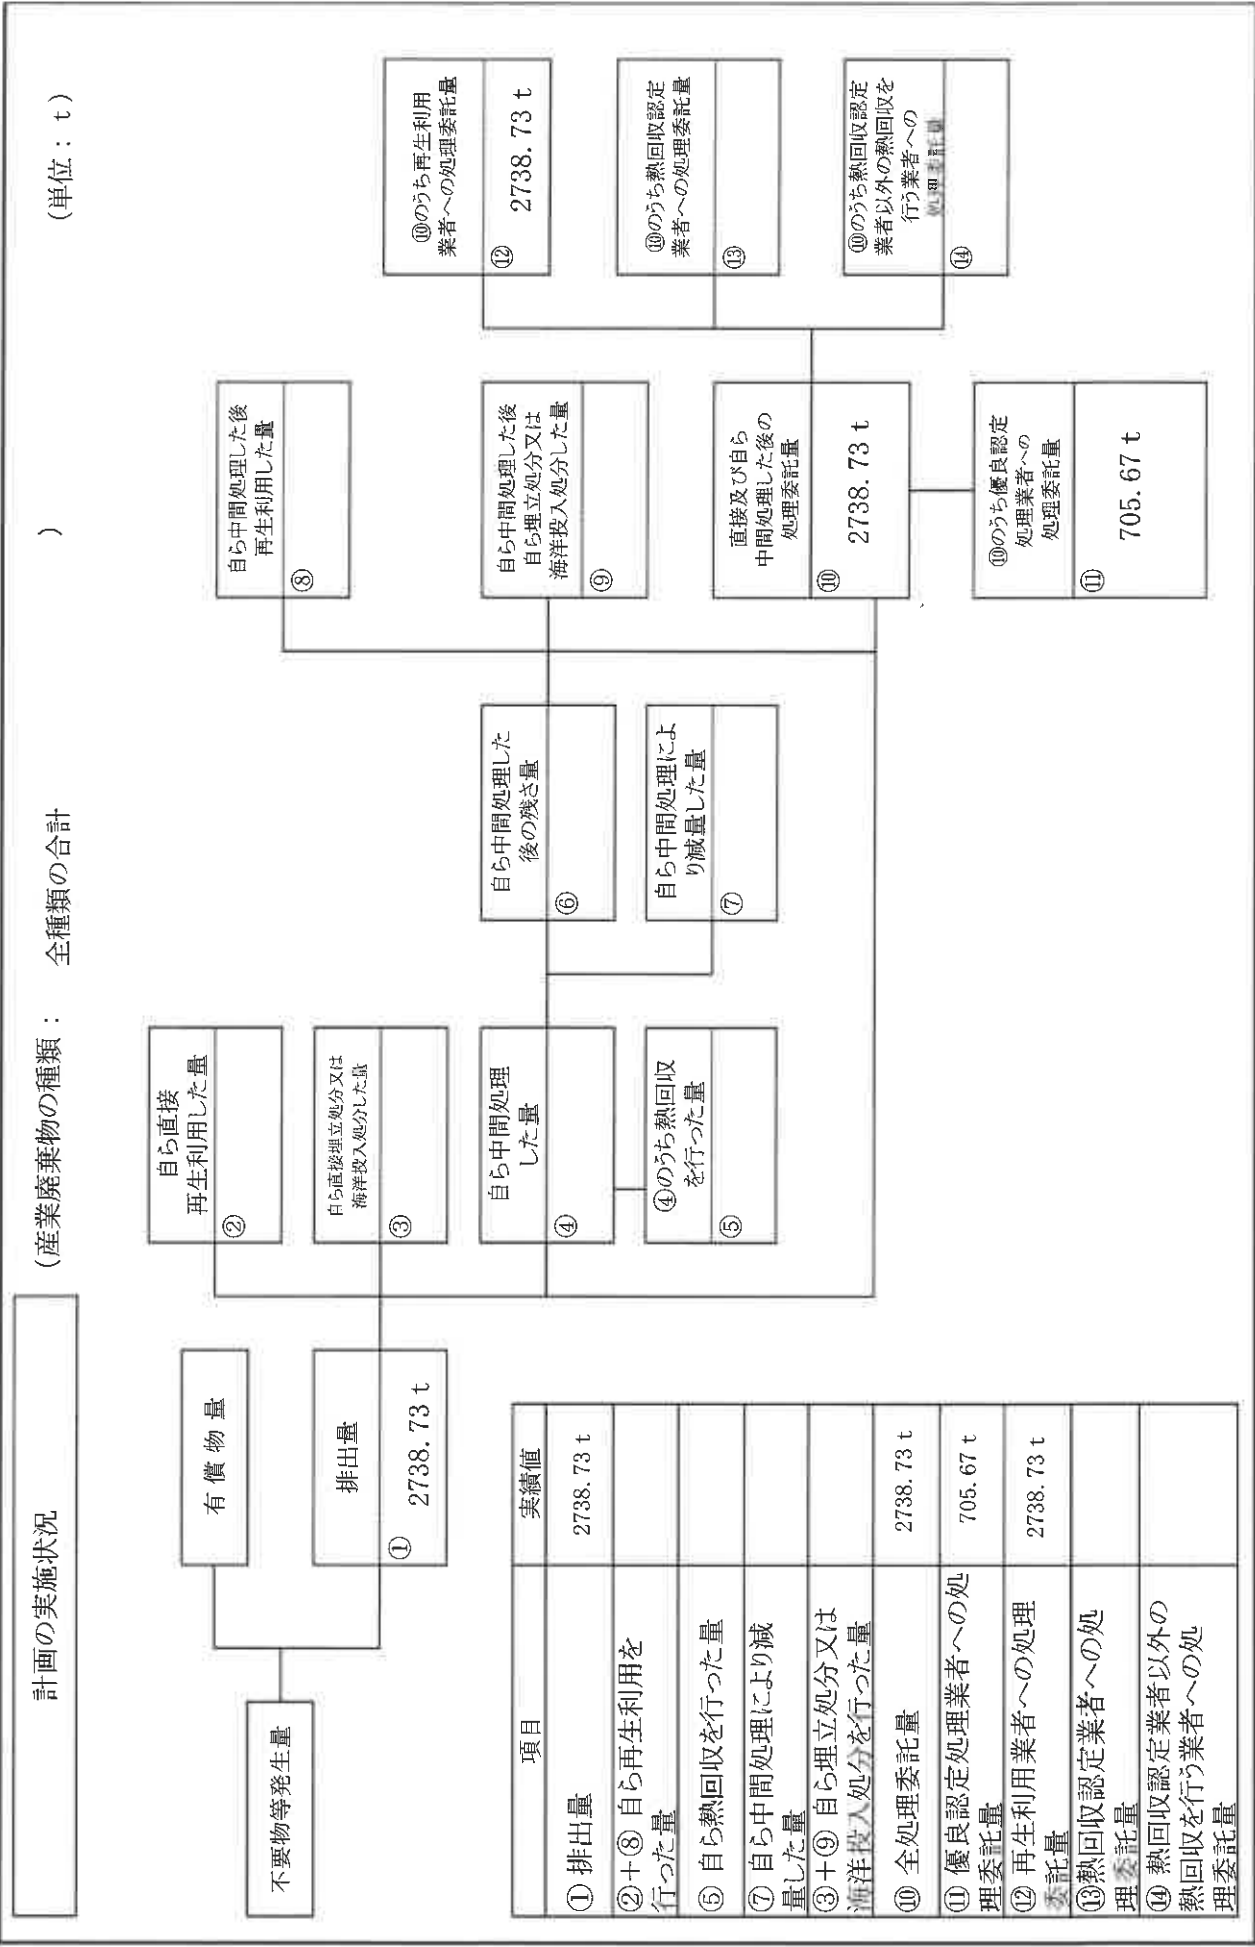 計画の実施状況
(産業廃棄物の種類： 全種類の合計 )
(単位：t)
不要物等発生量
有償物量
排出量
① 2738.73 t
自ら直接
再生利用した量
②
自ら直接埋立処分又は
海洋投入処分した量
③
自ら中間処理
した量
④
④のうち熱回収
を行った量
⑤
自ら中間処理した
後の残さ量
⑥
自ら中間処理によ
り減量した量
⑦
自ら中間処理した後
再生利用した量
⑧
自ら中間処理した後
自ら埋立処分又は
海洋投入処分した量
⑨
直接及び自ら
中間処理した後の
処理委託量
⑩ 2738.73 t
⑩のうち優良認定
処理業者への
処理委託量
⑪ 705.67 t
⑩のうち再生利用
業者への処理委託量
⑫ 2738.73 t
⑩のうち熱回収認定
業者への処理委託量
⑬
⑩のうち熱回収認定
業者以外の熱回収を
行う業者への
処理委託量
⑭
項目 実績値
①排出量 2738.73 t
②+⑧ 自ら再生利用を
行った量
⑤ 自ら熱回収を行った量
⑦ 自ら中間処理により減
量した量
③+⑨ 自ら埋立処分又は
海洋投入処分を行った量
⑩ 全処理委託量 2738.73 t
⑪ 優良認定処理業者への処
理委託量 705.67 t
⑫ 再生利用業者への処理
委託量 2738.73 t
⑬熱回収認定業者への処
理委託量
⑭ 熱回収認定業者以外の
熱回収を行う業者への処
理委託量